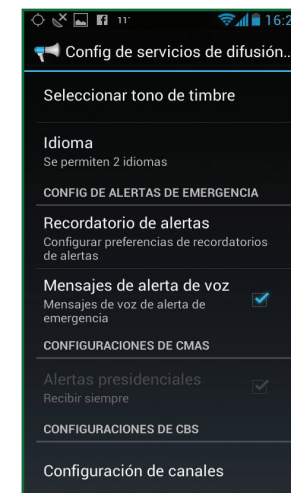 11°
16:2
Config de servicios de difusión..
Seleccionar tono de timbre
Idioma
Se permiten 2 idiomas
CONFIG DE ALERTAS DE EMERGENCIA
Recordatorio de alertas
Configurar preferencias de recordatorios
de alertas
Mensajes de alerta de voz
Mensajes de voz de alerta de
emergencia
CONFIGURACIONES DE CMAS
Alertas presidenciales
Recibir siempre
CONFIGURACIONES DE CBS
Configuración de canales